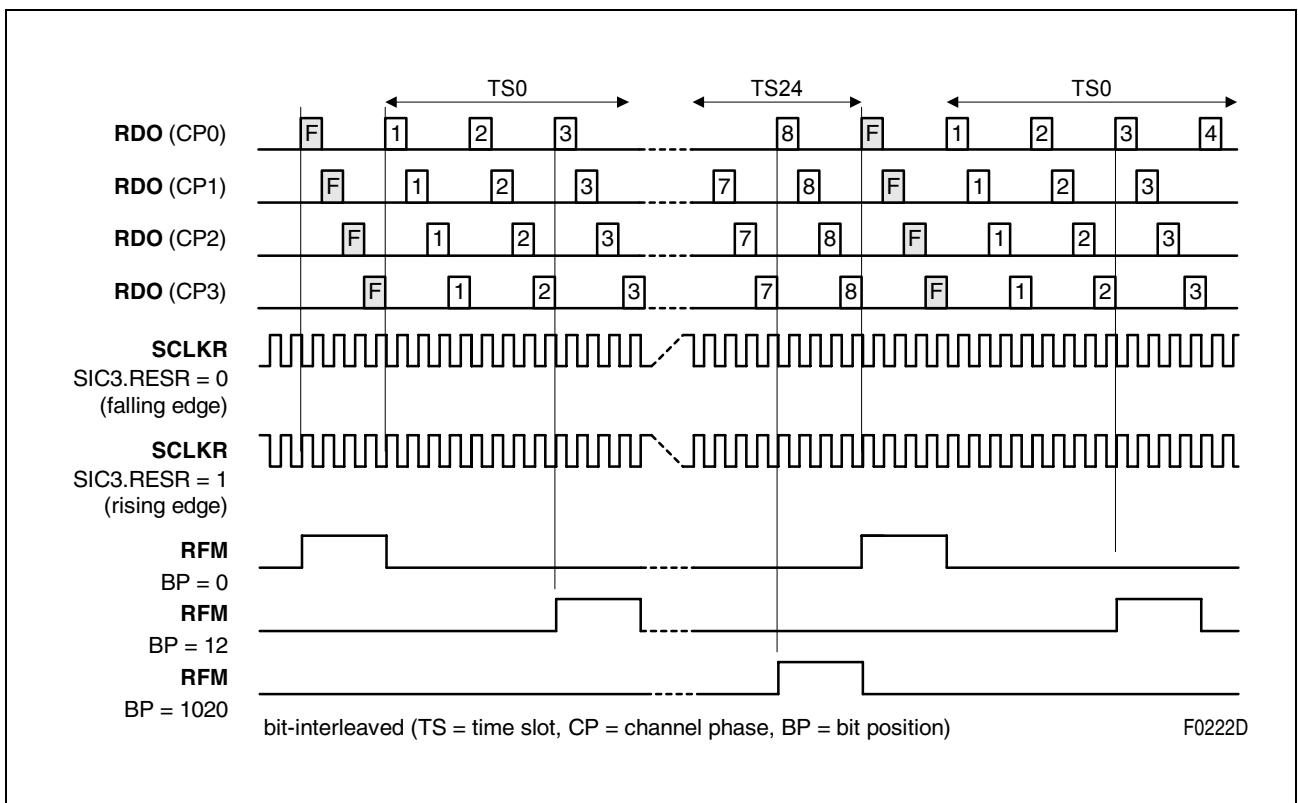 TS0 TS24 TS0
RDO (CP0) F 1 2 3 8 F 1 2 3 4
RDO (CP1) F 1 2 3 7 8 F 1 2 3
RDO (CP2) F 1 2 3 7 8 F 1 2 3
RDO (CP3) F 1 2 3 7 8 F 1 2 3
SCLKR
SIC3.RESR = 0
(falling edge)
SCLKR
SIC3.RESR = 1
(rising edge)
RFM
BP = 0
RFM
BP = 12
RFM
BP = 1020
bit-interleaved (TS = time slot, CP = channel phase, BP = bit position) F0222D